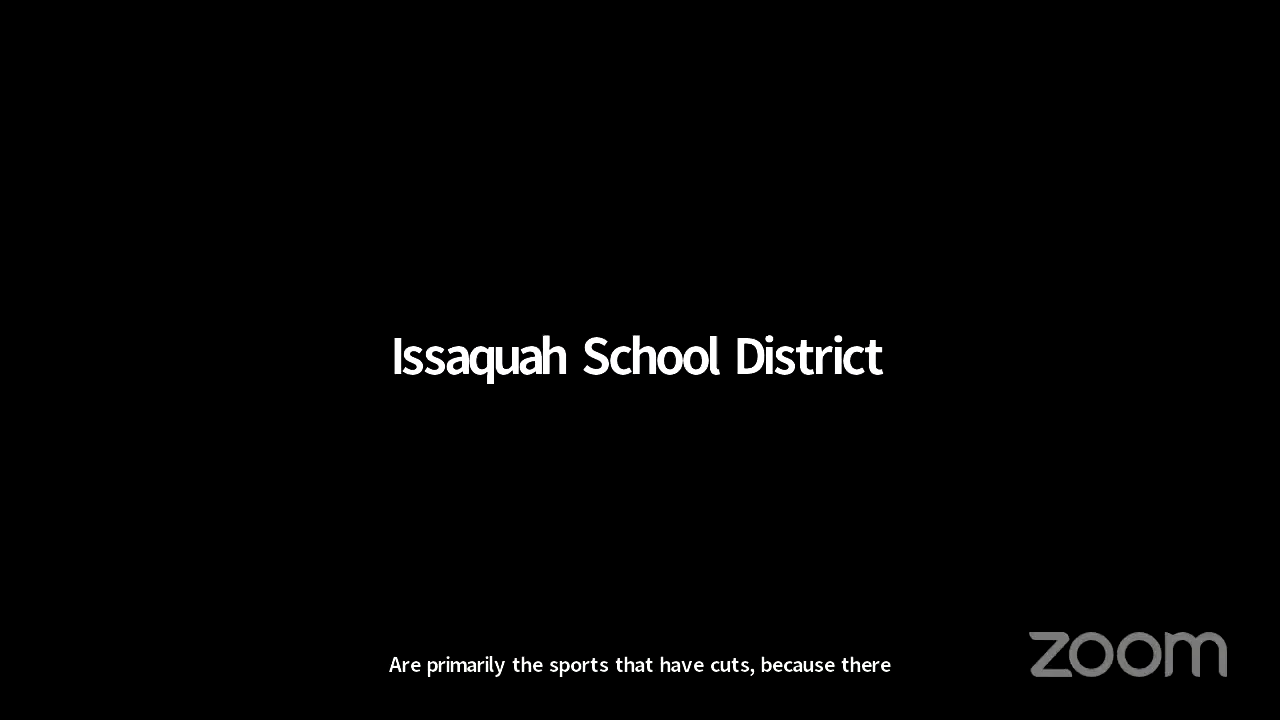 Issaquah School District
Are primarily the sports that have cuts, because there
zoom